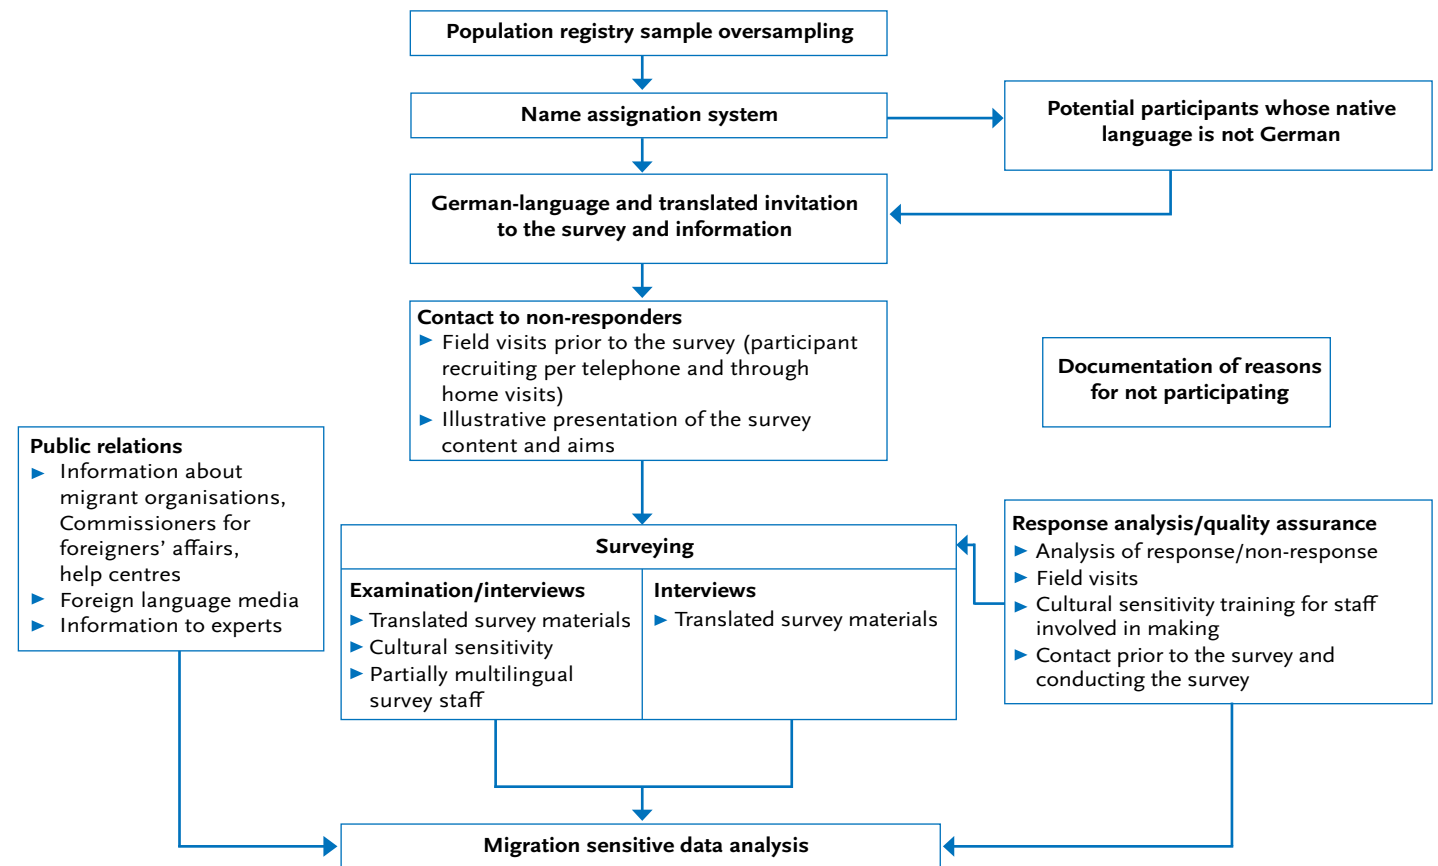 Population registry sample oversampling
Name assignation system
Potential participants whose native
language is not German
German-language and translated invitation
to the survey and information
Contact to non-responders
Field visits prior to the survey (participant
recruiting per telephone and through
home visits)
Illustrative presentation of the survey
content and aims
Documentation of reasons
for not participating
Public relations
Information about
migrant organisations,
Commissioners for
foreigners' affairs,
help centres
Foreign language media
Information to experts
Surveying
Examination/interviews
Translated survey materials
Cultural sensitivity
Partially multilingual
survey staff
Interviews
Translated survey materials
Response analysis/quality assurance
Analysis of response/non-response
Field visits
Cultural sensitivity training for staff
involved in making
Contact prior to the survey and
conducting the survey
Migration sensitive data analysis